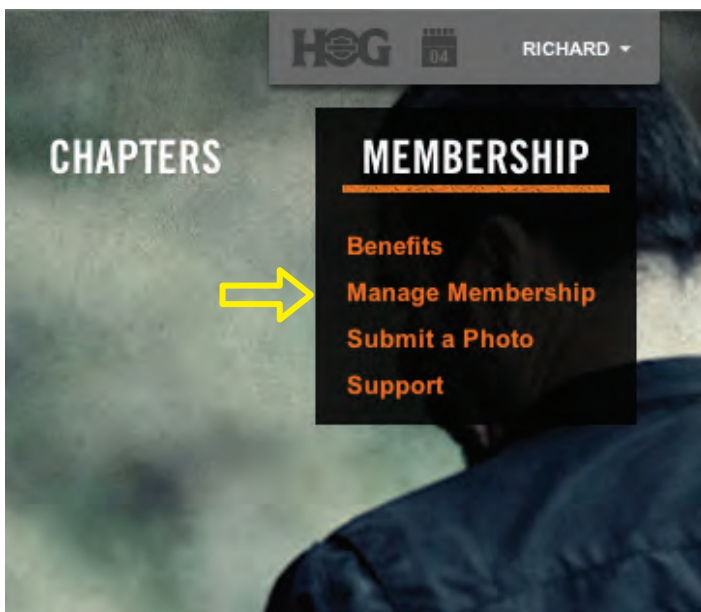 HOG 04 RICHARD
CHAPTERS MEMBERSHIP
Benefits
Manage Membership
Submit a Photo
Support